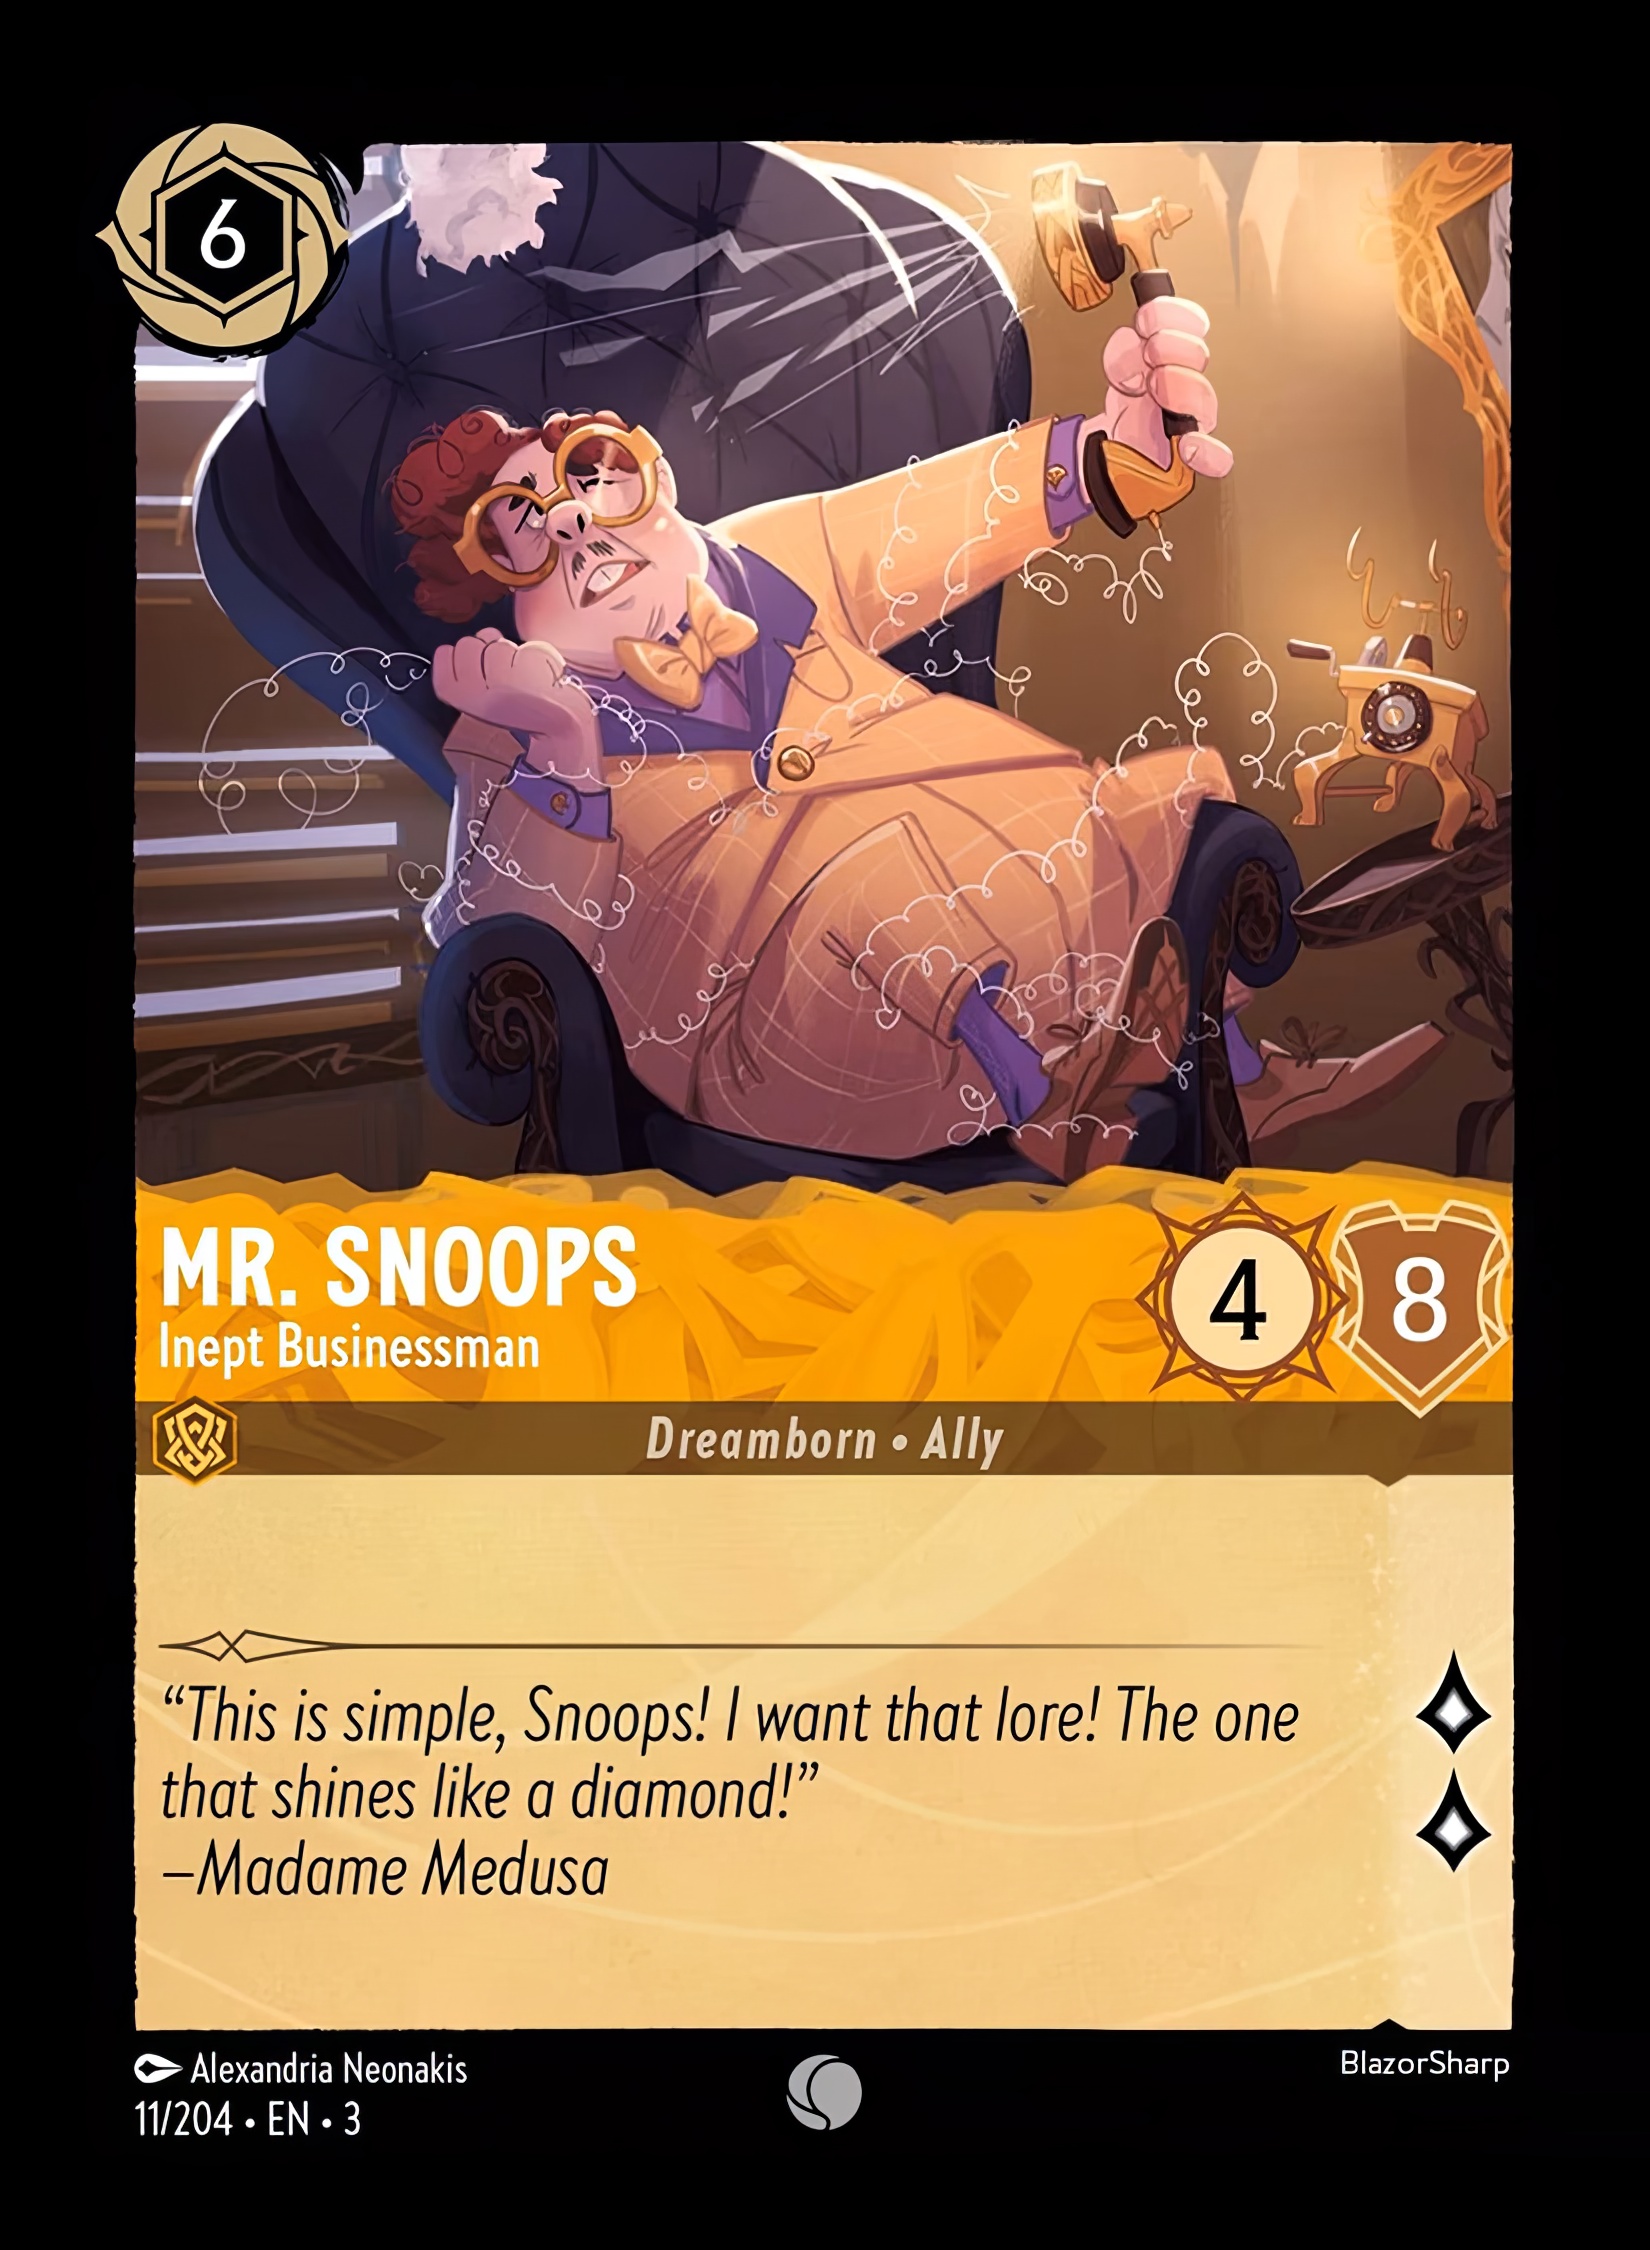 6
MR. SNOOPS
Inept Businessman
4
8
Dreamborn • Ally
“This is simple, Snoops! I want that lore! The one
that shines like a diamond!”
–Madame Medusa
Alexandria Neonakis
BlazorSharp
11/204 • EN • 3